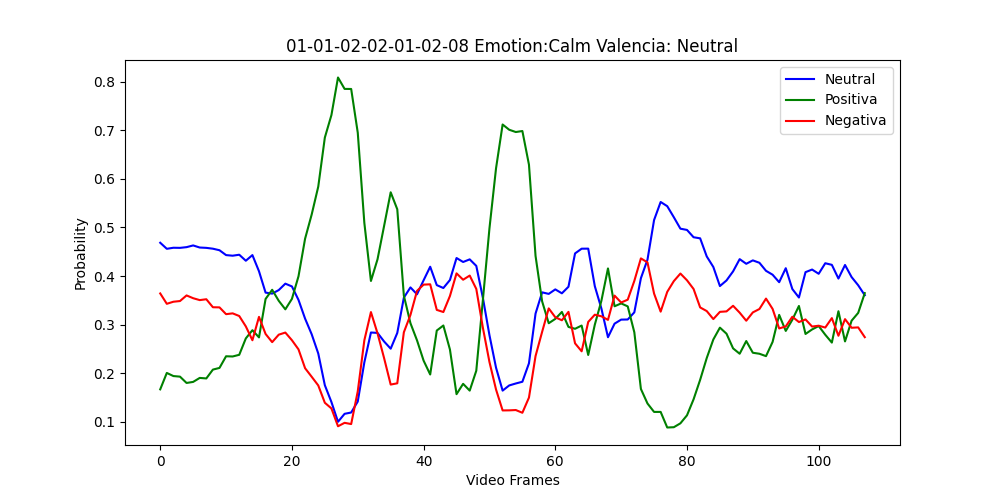 01-01-02-02-01-02-08 Emotion:Calm Valencia: Neutral
Neutral
Positiva
Negativa
Probability
0.8
0.7
0.6
0.5
0.4
0.3
0.2
0.1
0 20 40 60 80 100
Video Frames